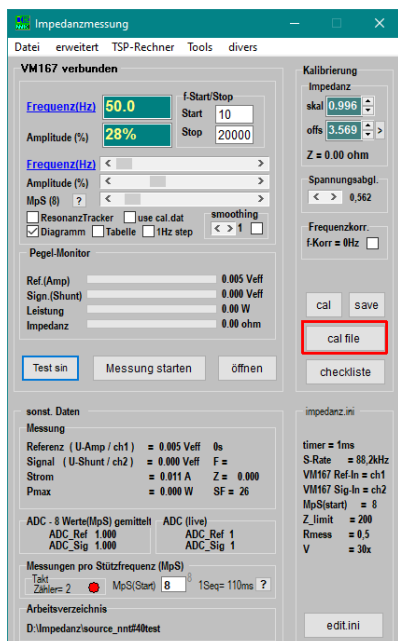 Impedanzmessung
Datei erweitert TSP-Rechner Tools divers
VM167 verbunden
Frequenz(Hz) 50.0
Amplitude (%) 28%
f-Start/Stop
Start 10
Stop 20000
Frequenz(Hz) < >
Amplitude (%) < >
MpS (8) ? < >
ResonanzTracker use cal.dat smoothing
Diagramm Tabelle 1Hz step < > 1
Pegel-Monitor
Ref.(Amp) 0.005 Veff
Sign.(Shunt) 0.000 Veff
Leistung 0.00 W
Impedanz 0.00 ohm
Test sin Messung starten öffnen
Kalibrierung
Impedanz
skal 0.996
offs 3.569 >
Z = 0.00 ohm
Spannungsabgl.
< > 0,562
Frequenzkorr.
f-Korr = 0Hz
cal save
cal file
checkliste
sonst. Daten
Messung
Referenz ( U-Amp / ch1 ) = 0.005 Veff 0s
Signal ( U-Shunt / ch2 ) = 0.000 Veff F =
Strom = 0.011 A Z = 0.000
Pmax = 0.000 W SF = 26
ADC - 8 Werte(MpS) gemittelt
ADC_Ref 1.000
ADC_Sig 1.000
ADC (live)
ADC_Ref 1
ADC_Sig 1
Messungen pro Stützfrequenz (MpS)
Takt
Zähler= 2 MpS(Start) 8 8 1Seq= 110ms ?
Arbeitsverzeichnis
D:\Impedanz\source_nnt#40test
impedanz.ini
timer = 1ms
S-Rate = 88,2kHz
VM167 Ref-In = ch1
VM167 Sig-In = ch2
MpS(start) = 8
Z_limit = 200
Rmess = 0,5
V = 30x
edit.ini